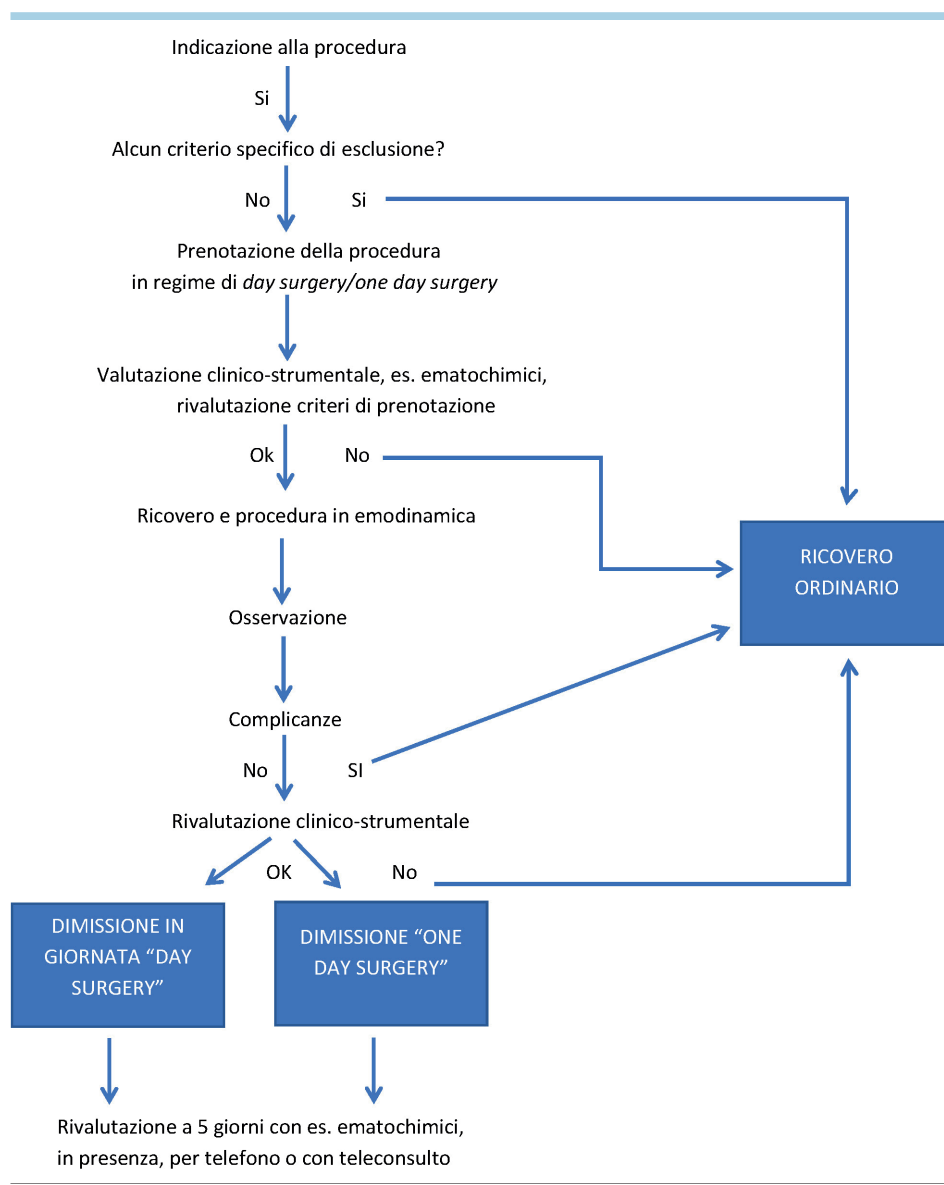 Indicazione alla procedura
Si
Alcun criterio specifico di esclusione?
No
Si
Prenotazione della procedura
in regime di day surgery/one day surgery
Valutazione clinico-strumentale, es. ematochimici,
rivalutazione criteri di prenotazione
Ok
No
Ricovero e procedura in emodinamica
RICOVERO
ORDINARIO
Osservazione
Complicanze
No
SI
Rivalutazione clinico-strumentale
OK
No
DIMISSIONE IN
GIORNATA “DAY
SURGERY”
DIMISSIONE “ONE
DAY SURGERY”
Rivalutazione a 5 giorni con es. ematochimici,
in presenza, per telefono o con teleconsulto